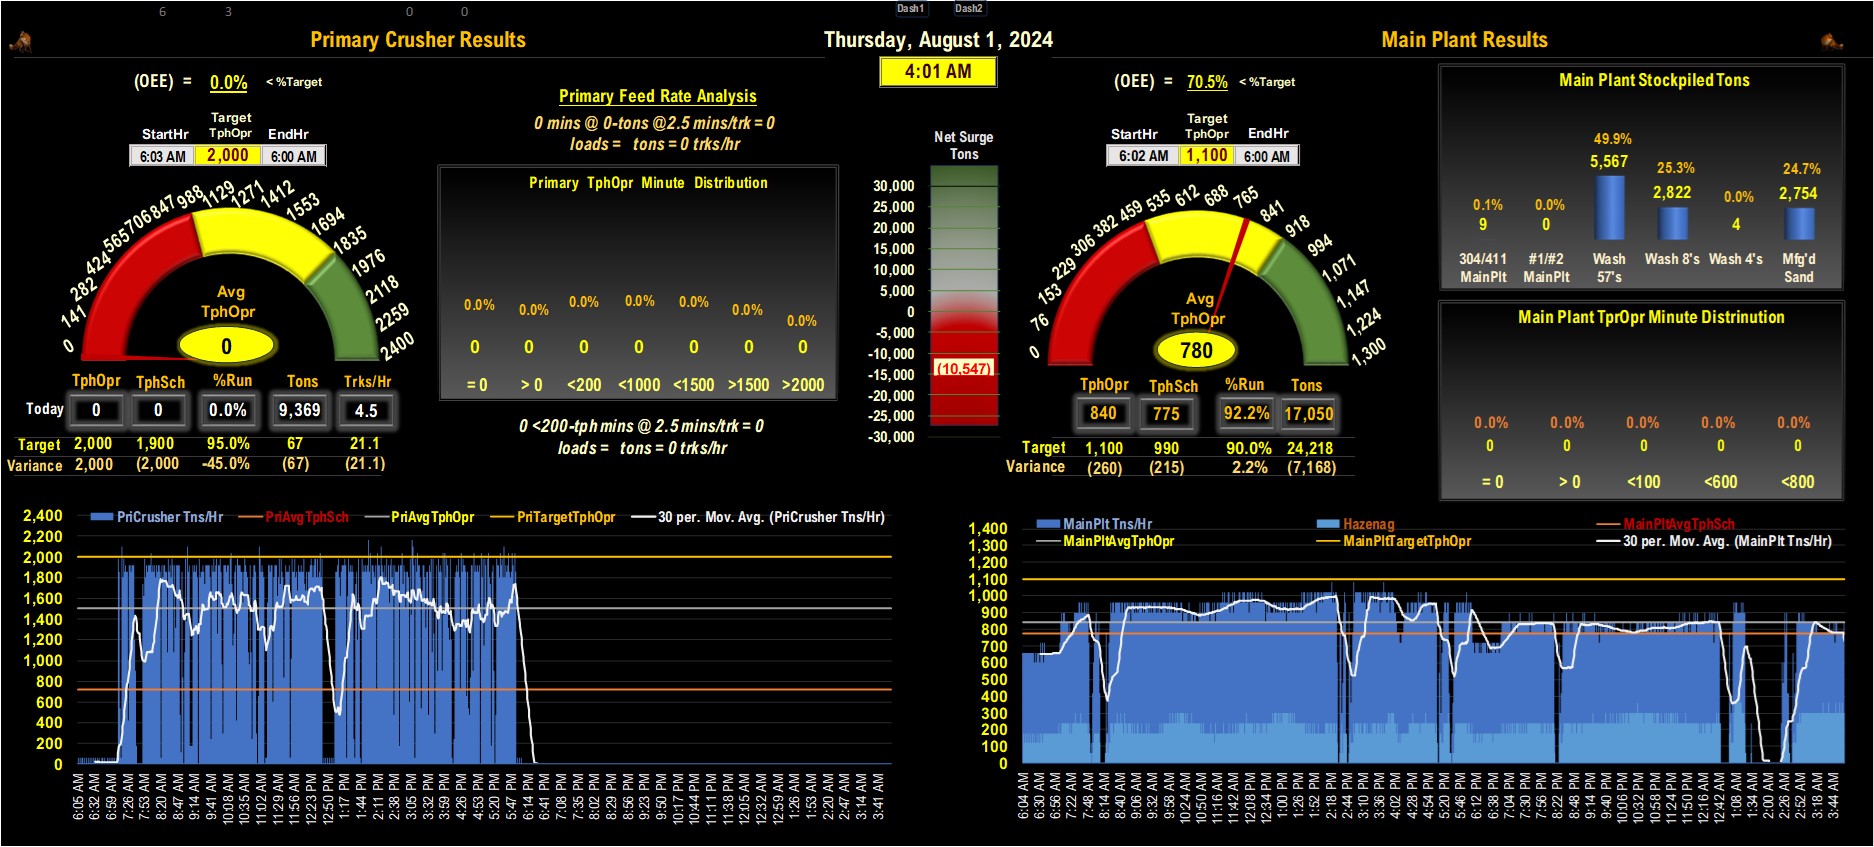 6 3 0 0 Dash1 Dash2
Primary Crusher Results Thursday, August 1, 2024 Main Plant Results
4:01 AM
(OEE) = 0.0% < %Target
StartHr Target TphOpr EndHr
6:03 AM 2,000 6:00 AM
0 141 282 424 565 706 847 988 1129 1271 1412 1553 1694 1835 1976 2118 2259 2400
Avg
TphOpr
0
TphOpr TphSch %Run Tons Trks/Hr
Today 0 0 0.0% 9,369 4.5
Target 2,000 1,900 95.0% 67 21.1
Variance 2,000 (2,000 -45.0% (67) (21.1)
Primary Feed Rate Analysis
0 mins @ 0-tons @2.5 mins/trk = 0
loads = tons = 0 trks/hr
Primary TphOpr Minute Distribution
0.0% 0.0% 0.0% 0.0% 0.0% 0.0% 0.0%
0 0 0 0 0 0 0
= 0 > 0 <200 <1000 <1500 >1500 >2000
0 <200-tph mins @ 2.5 mins/trk = 0
loads = tons = 0 trks/hr
Net Surge
Tons
30,000
25,000
20,000
15,000
10,000
5,000
0
-5,000
-10,000
(10,547)
-15,000
-20,000
-25,000
-30,000
(OEE) = 70.5% < %Target
StartHr Target TphOpr EndHr
6:02 AM 1,100 6:00 AM
0 76 153 229 306 382 459 535 612 688 765 841 918 994 1,071 1,147 1,224 1,300
Avg
TphOpr
780
TphOpr TphSch %Run Tons
840 775 92.2% 17,050
Target 1,100 990 90.0% 24,218
Variance (260) (215) 2.2% (7,168)
Main Plant Stockpiled Tons
0.1% 0.0% 49.9% 25.3% 0.0% 24.7%
9 0 5,567 2,822 4 2,754
304/411 #1/#2 Wash Wash 8's Wash 4's Mfg'd
MainPlt MainPlt 57's Sand
Main Plant TprOpr Minute Distrinution
0.0% 0.0% 0.0% 0.0% 0.0%
0 0 0 0 0
= 0 > 0 <100 <600 <800
PriCrusher Tns/Hr PriAvgTphSch PriAvgTphOpr PriTargetTphOpr 30 per. Mov. Avg. (PriCrusher Tns/Hr)
2,400
2,200
2,000
1,800
1,600
1,400
1,200
1,000
800
600
400
200
0
6:05 AM 6:32 AM 6:59 AM 7:26 AM 7:53 AM 8:20 AM 8:47 AM 9:14 AM 9:41 AM 10:08 AM 10:35 AM 11:02 AM 11:29 AM 11:56 AM 12:23 PM 12:50 PM 1:17 PM 1:44 PM 2:11 PM 2:38 PM 3:05 PM 3:32 PM 3:59 PM 4:26 PM 4:53 PM 5:20 PM 5:47 PM 6:14 PM 6:41 PM 7:08 PM 7:35 PM 8:02 PM 8:29 PM 8:56 PM 9:23 PM 9:50 PM 10:17 PM 10:44 PM 11:11 PM 11:38 PM 12:05 AM 12:32 AM 12:59 AM 1:26 AM 1:53 AM 2:20 AM 2:47 AM 3:14 AM 3:41 AM
MainPlt Tns/Hr Hazenag MainPltAvgTphSch
MainPltAvgTphOpr MainPltTargetTphOpr 30 per. Mov. Avg. (MainPlt Tns/Hr)
1,400
1,300
1,200
1,100
1,000
900
800
700
600
500
400
300
200
100
0
6:04 AM 6:30 AM 6:56 AM 7:22 AM 7:48 AM 8:14 AM 8:40 AM 9:06 AM 9:32 AM 9:58 AM 10:24 AM 10:50 AM 11:16 AM 11:42 AM 12:08 PM 12:34 PM 1:00 PM 1:26 PM 1:52 PM 2:18 PM 2:44 PM 3:10 PM 3:36 PM 4:02 PM 4:28 PM 4:54 PM 5:20 PM 5:46 PM 6:12 PM 6:38 PM 7:04 PM 7:30 PM 7:56 PM 8:22 PM 8:48 PM 9:14 PM 9:40 PM 10:06 PM 10:32 PM 10:58 PM 11:24 PM 11:50 PM 12:16 AM 12:42 AM 1:08 AM 1:34 AM 2:00 AM 2:26 AM 2:52 AM 3:18 AM 3:44 AM